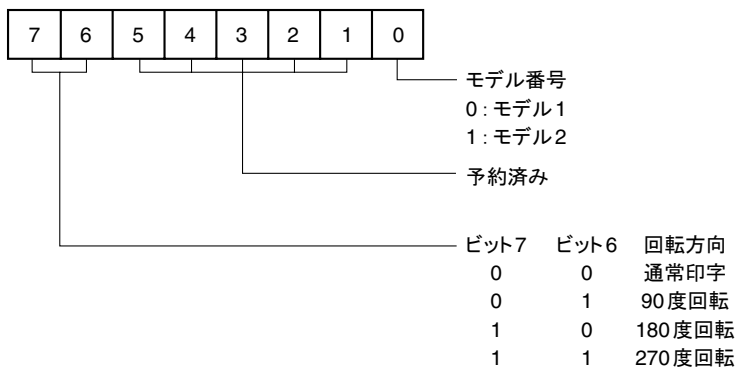 7 6 5 4 3 2 1 0
モデル番号
0 : モデル1
1 : モデル2
予約済み
ビット7 ビット6 回転方向
0 0 通常印字
0 1 90度回転
1 0 180度回転
1 1 270度回転